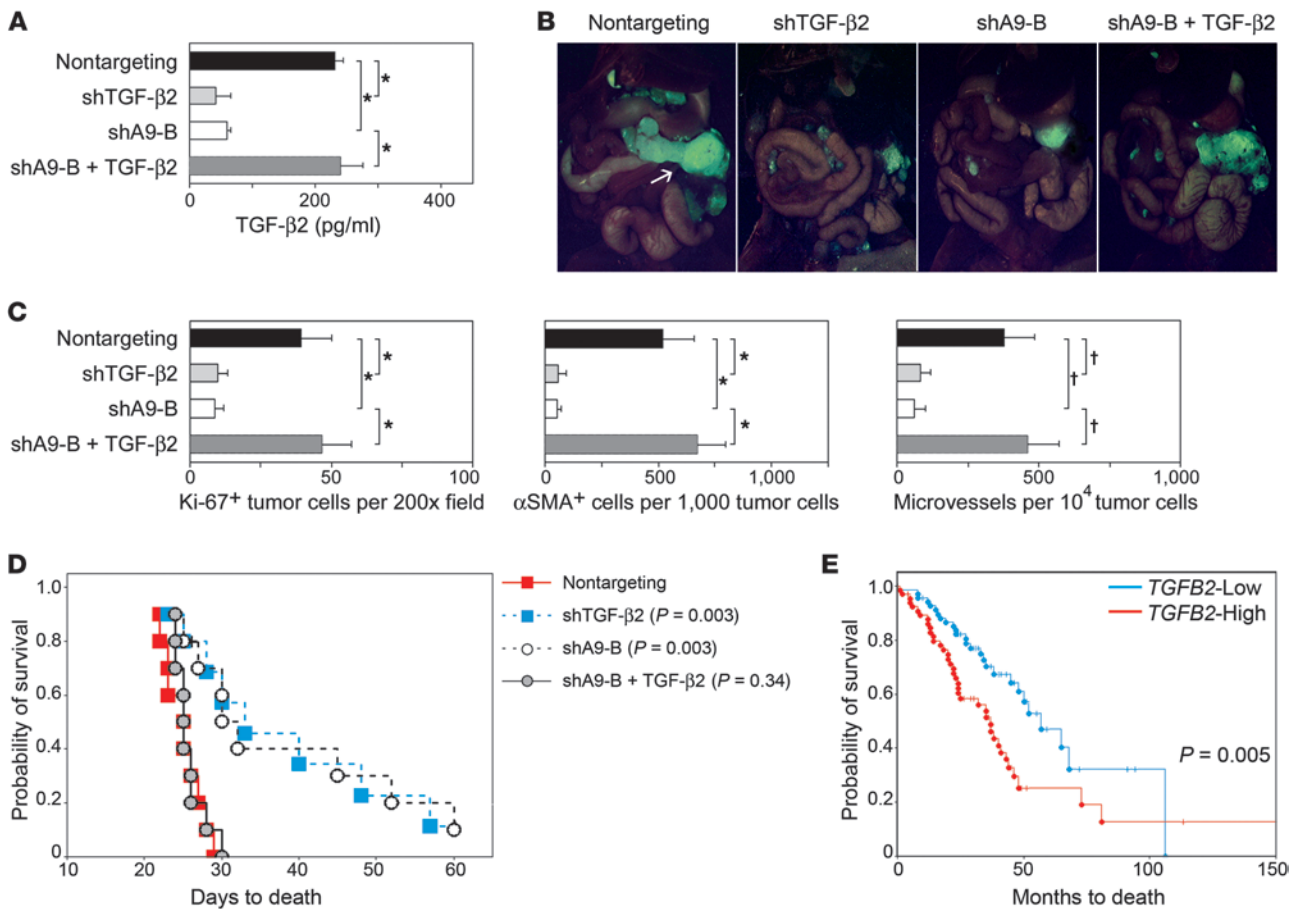 A
Nontargeting
shTGF-β2
shA9-B
shA9-B + TGF-β2
*
*
*
0 200 400
TGF-β2 (pg/ml)
B
Nontargeting shTGF-β2 shA9-B shA9-B + TGF-β2
C
Nontargeting
shTGF-β2
shA9-B
shA9-B + TGF-β2
*
*
*
0 50 100
Ki-67+ tumor cells per 200x field
*
*
*
0 500 1,000
αSMA+ cells per 1,000 tumor cells
†
†
†
0 500 1,000
Microvessels per 10⁴ tumor cells
D
Probability of survival
1.0
0.8
0.6
0.4
0.2
0
10 20 30 40 50 60
Days to death
Nontargeting
shTGF-β2 (P = 0.003)
shA9-B (P = 0.003)
shA9-B + TGF-β2 (P = 0.34)
E
Probability of survival
1.0
0.8
0.6
0.4
0.2
0
0 50 100 150
Months to death
TGFB2-Low
TGFB2-High
P = 0.005